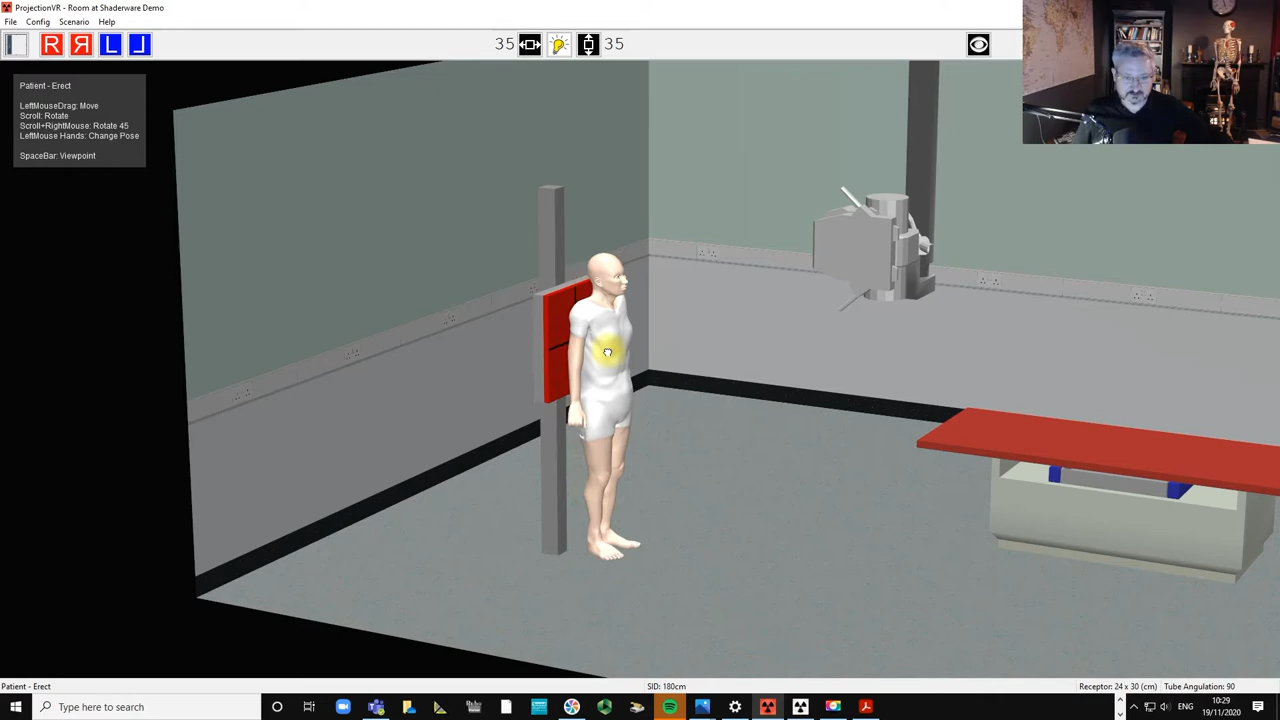 ProjectionVR - Room at Shaderware Demo
File Config Scenario Help
R R L L 35 35
Patient - Erect
LeftMouseDrag: Move
Scroll: Rotate
Scroll+RightMouse: Rotate 45
LeftMouse Hands: Change Pose
SpaceBar: Viewpoint
Patient - Erect SID: 180cm Receptor: 24 x 30 (cm) Tube Angulation: 90
Type here to search ENG 10:29
19/11/2020